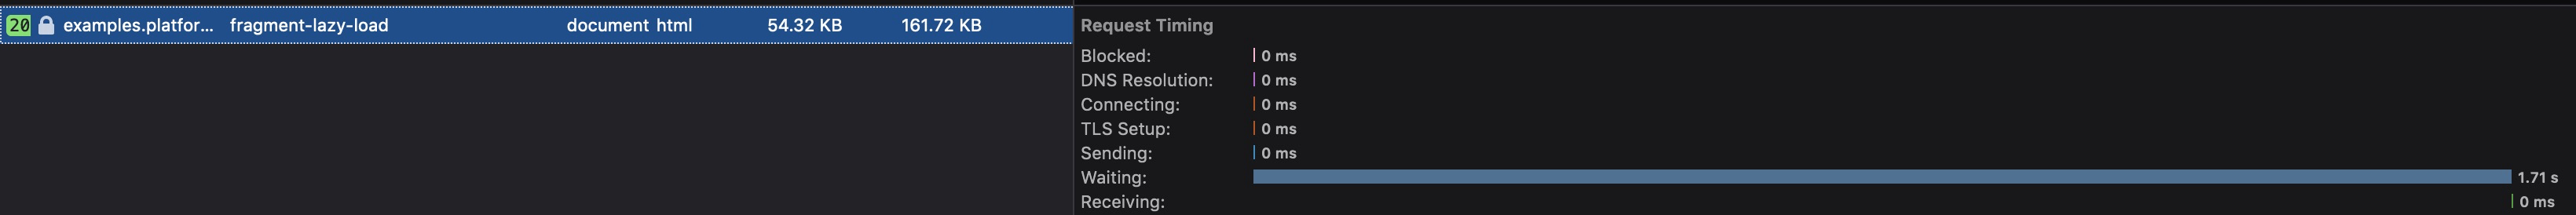 20 examples.platfor... fragment-lazy-load document html 54.32 KB 161.72 KB
Request Timing
Blocked: 0 ms
DNS Resolution: 0 ms
Connecting: 0 ms
TLS Setup: 0 ms
Sending: 0 ms
Waiting: 1.71 s
Receiving: 0 ms